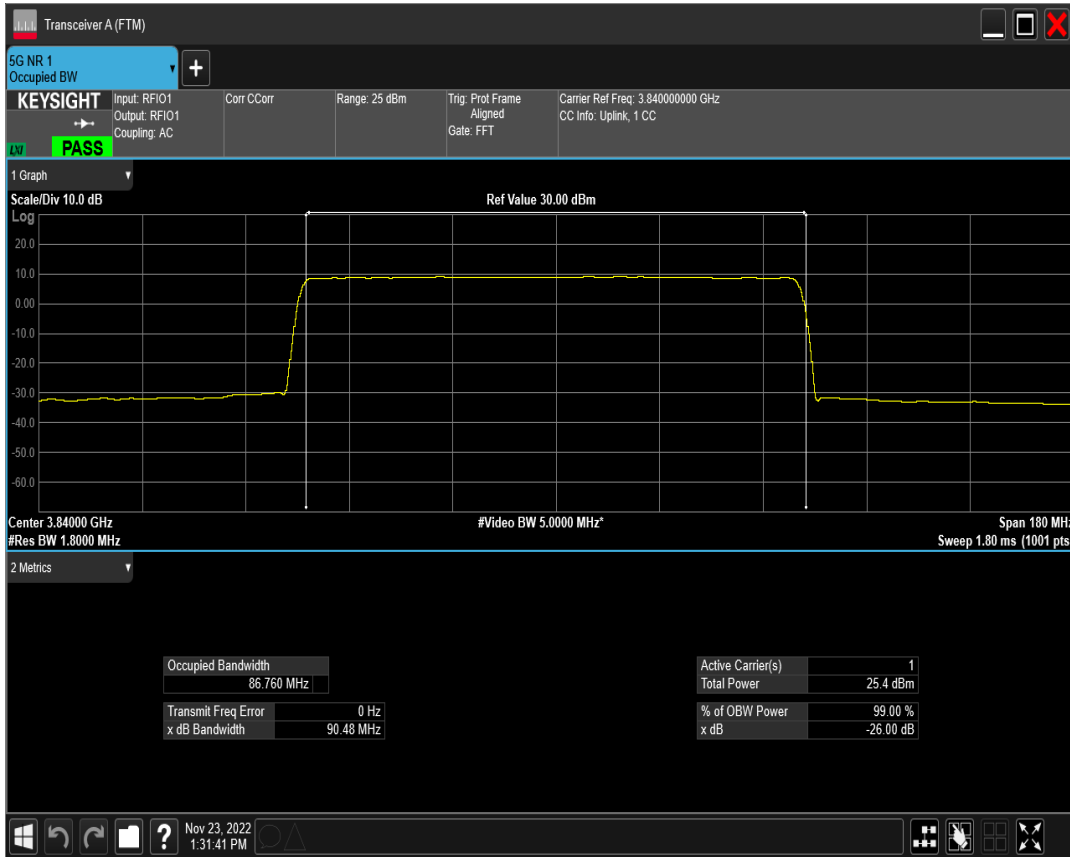 Transceiver A (FTM)
5G NR 1
Occupied BW
+
KEYSIGHT
LXI
PASS
Input: RFIO1
Output: RFIO1
Coupling: AC
Corr CCorr
Range: 25 dBm
Trig: Prot Frame
Aligned
Gate: FFT
Carrier Ref Freq: 3.840000000 GHz
CC Info: Uplink, 1 CC
1 Graph
Scale/Div 10.0 dB
Ref Value 30.00 dBm
Log
20.0
10.0
0.00
-10.0
-20.0
-30.0
-40.0
-50.0
-60.0
Center 3.84000 GHz
#Video BW 5.0000 MHz*
Span 180 MHz
#Res BW 1.8000 MHz
Sweep 1.80 ms (1001 pts
2 Metrics
Occupied Bandwidth
86.760 MHz
Transmit Freq Error 0 Hz
x dB Bandwidth 90.48 MHz
Active Carrier(s) 1
Total Power 25.4 dBm
% of OBW Power 99.00 %
x dB -26.00 dB
?
Nov 23, 2022
1:31:41 PM